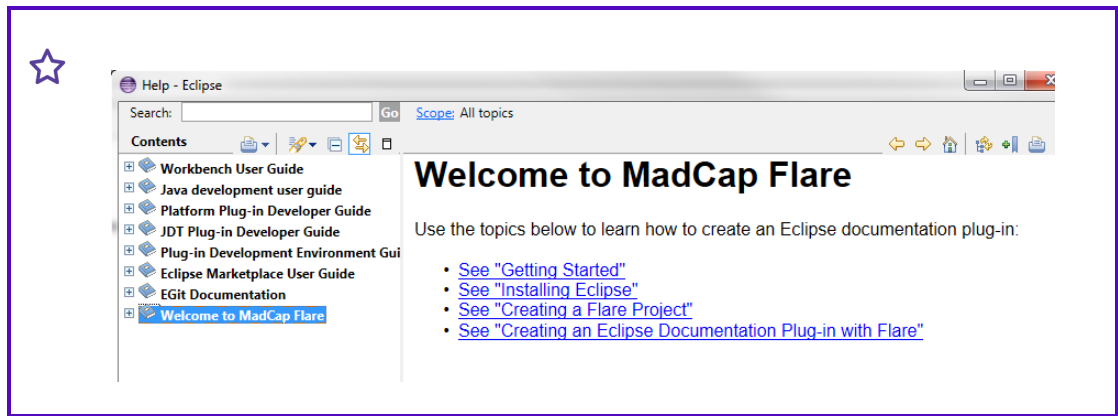 Help - Eclipse
Search:
Go
Scope: All topics
Contents
Workbench User Guide
Java development user guide
Platform Plug-in Developer Guide
JDT Plug-in Developer Guide
Plug-in Development Environment Gui
Eclipse Marketplace User Guide
EGit Documentation
Welcome to MadCap Flare
Welcome to MadCap Flare
Use the topics below to learn how to create an Eclipse documentation plug-in:
• See "Getting Started"
• See "Installing Eclipse"
• See "Creating a Flare Project"
• See "Creating an Eclipse Documentation Plug-in with Flare"